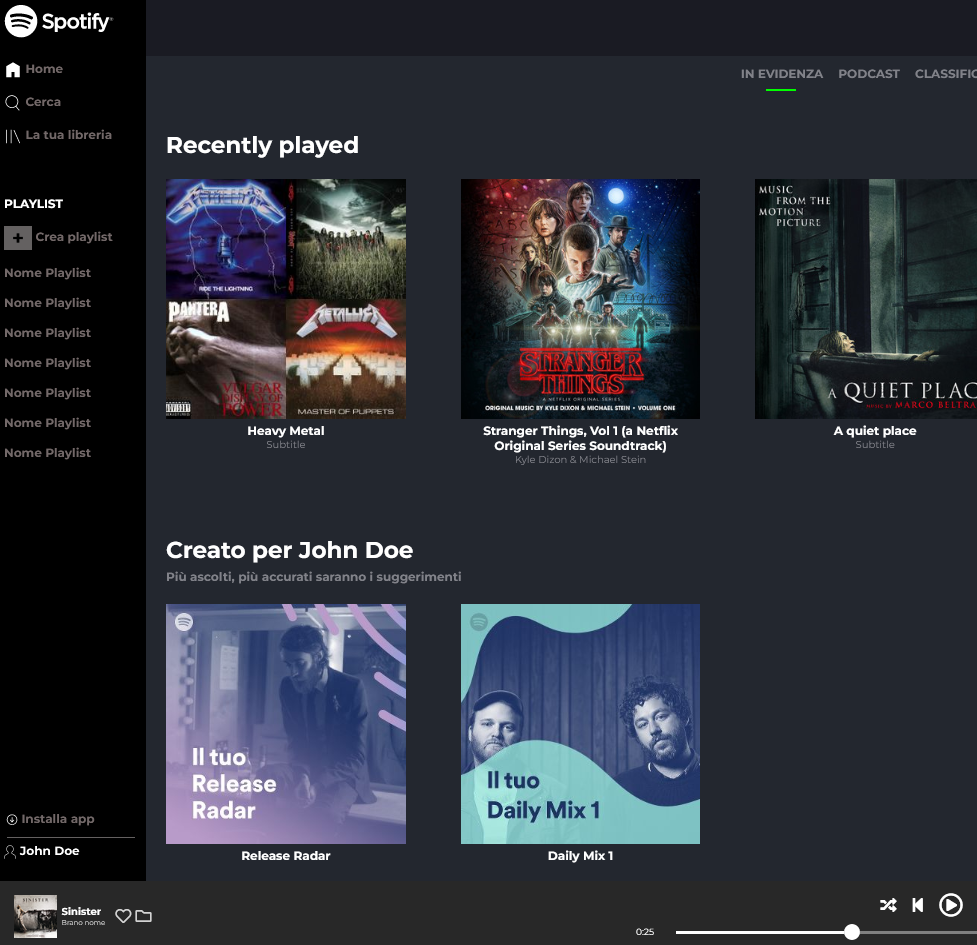 Spotify
Home
Cerca
La tua libreria
PLAYLIST
Crea playlist
Nome Playlist
Nome Playlist
Nome Playlist
Nome Playlist
Nome Playlist
Nome Playlist
Nome Playlist
Installa app
John Doe
IN EVIDENZA PODCAST CLASSIFIC
Recently played
METALLICA
RIDE THE LIGHTNING
PANTERA
VULGAR
DISPLAY OF
POWER
METALLICA
MASTER OF PUPPETS
Heavy Metal
Subtitle
STRANGER
THINGS
A NETFLIX ORIGINAL SERIES
ORIGINAL MUSIC BY KYLE DIXON & MICHAEL STEIN • VOLUME ONE
Stranger Things, Vol 1 (a Netflix
Original Series Soundtrack)
Kyle Dizon & Michael Stein
MUSIC
FROM THE
MOTION
PICTURE
A QUIET PLAC
MUSIC BY MARCO BELTRA
A quiet place
Subtitle
Creato per John Doe
Più ascolti, più accurati saranno i suggerimenti
Il tuo
Release
Radar
Release Radar
Il tuo
Daily Mix 1
Daily Mix 1
SINISTER
Sinister
Brano nome
0:25